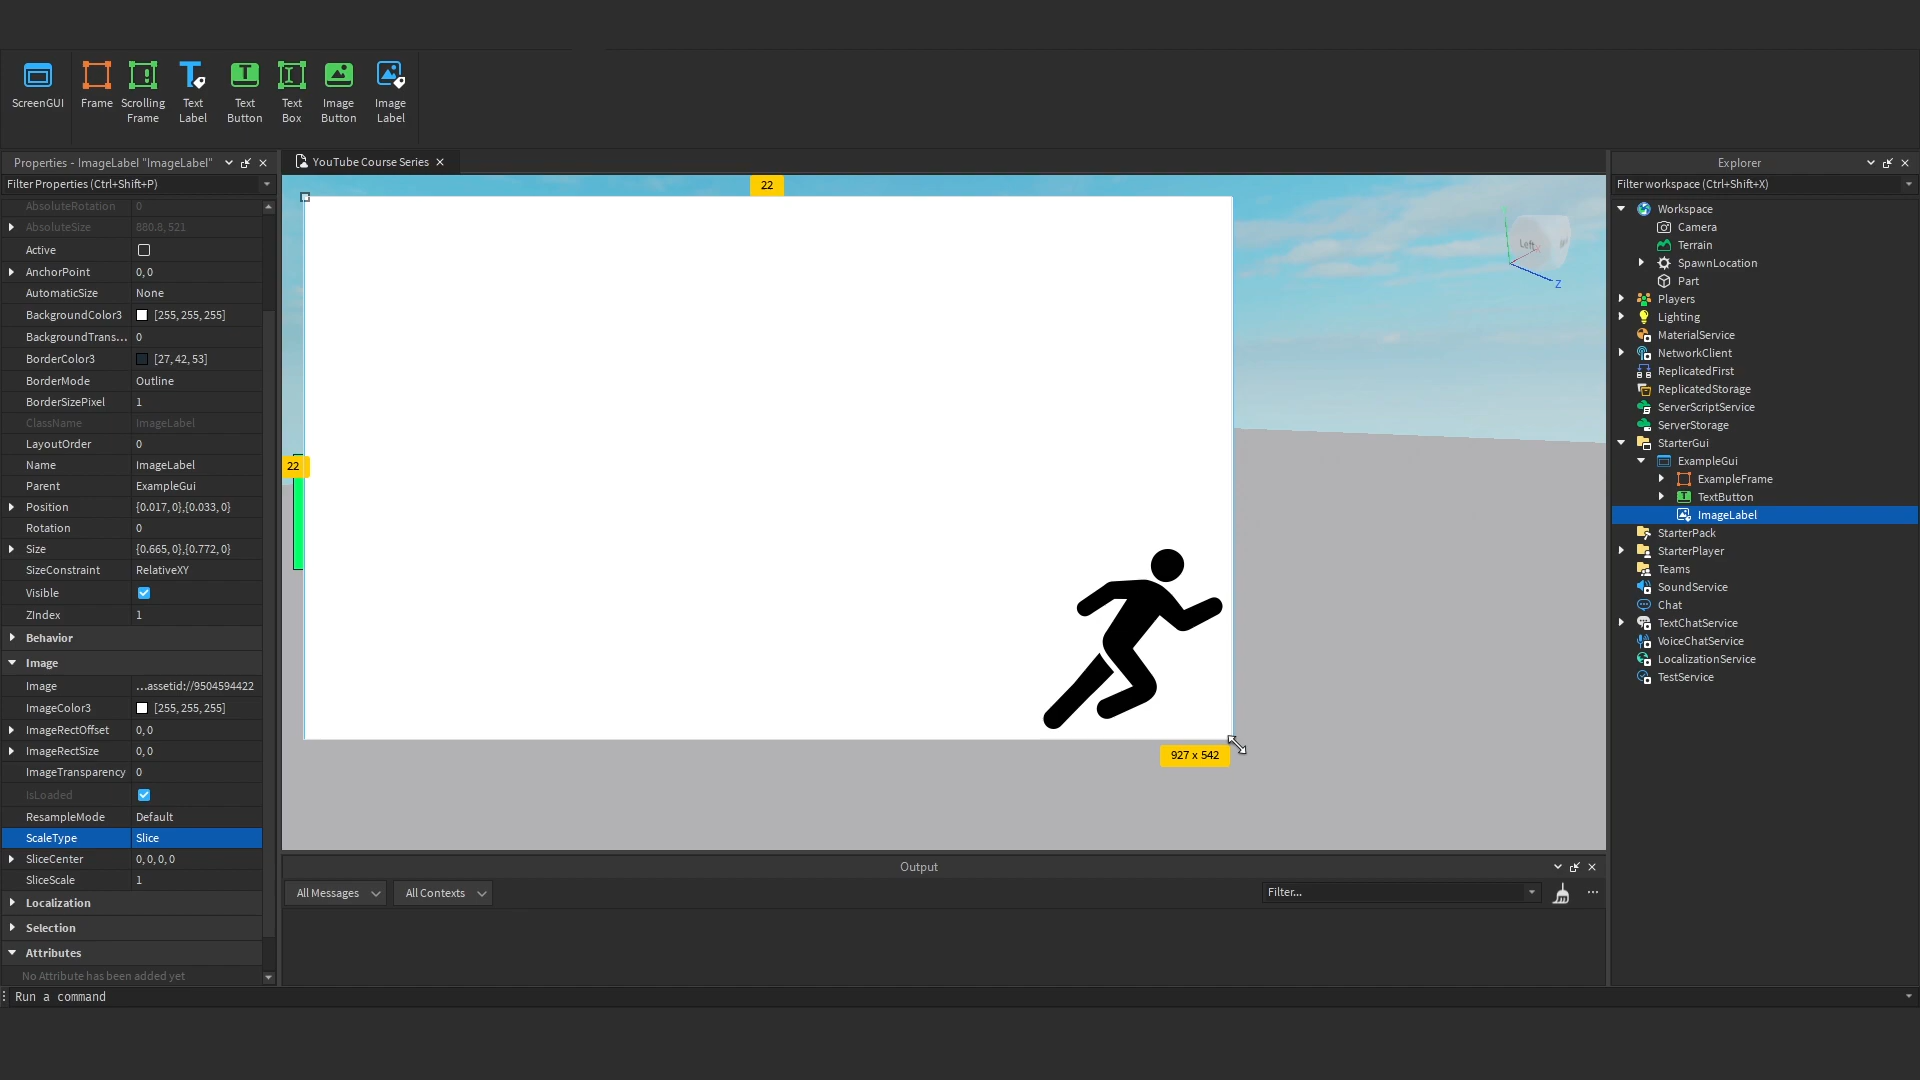 ScreenGUI
Frame
Scrolling
Frame
Text
Label
Text
Button
Text
Box
Image
Button
Image
Label
Properties - ImageLabel "ImageLabel"
Filter Properties (Ctrl+Shift+P)
AbsoluteRotation 0
AbsoluteSize 880.8, 521
Active
AnchorPoint 0, 0
AutomaticSize None
BackgroundColor3 [255, 255, 255]
BackgroundTrans... 0
BorderColor3 [27, 42, 53]
BorderMode Outline
BorderSizePixel 1
ClassName ImageLabel
LayoutOrder 0
Name ImageLabel
Parent ExampleGui
Position {0.017, 0},{0.033, 0}
Rotation 0
Size {0.665, 0},{0.772, 0}
SizeConstraint RelativeXY
Visible
ZIndex 1
Behavior
Image
Image ...assetid://9504594422
ImageColor3 [255, 255, 255]
ImageRectOffset 0, 0
ImageRectSize 0, 0
ImageTransparency 0
IsLoaded
ResampleMode Default
ScaleType Slice
SliceCenter 0, 0, 0, 0
SliceScale 1
Localization
Selection
Attributes
No Attribute has been added yet
YouTube Course Series
22
22
927 x 542
Left
Z
Output
All Messages
All Contexts
Filter...
Explorer
Filter workspace (Ctrl+Shift+X)
Workspace
Camera
Terrain
SpawnLocation
Part
Players
Lighting
MaterialService
NetworkClient
ReplicatedFirst
ReplicatedStorage
ServerScriptService
ServerStorage
StarterGui
ExampleGui
ExampleFrame
TextButton
ImageLabel
StarterPack
StarterPlayer
Teams
SoundService
Chat
TextChatService
VoiceChatService
LocalizationService
TestService
Run a command